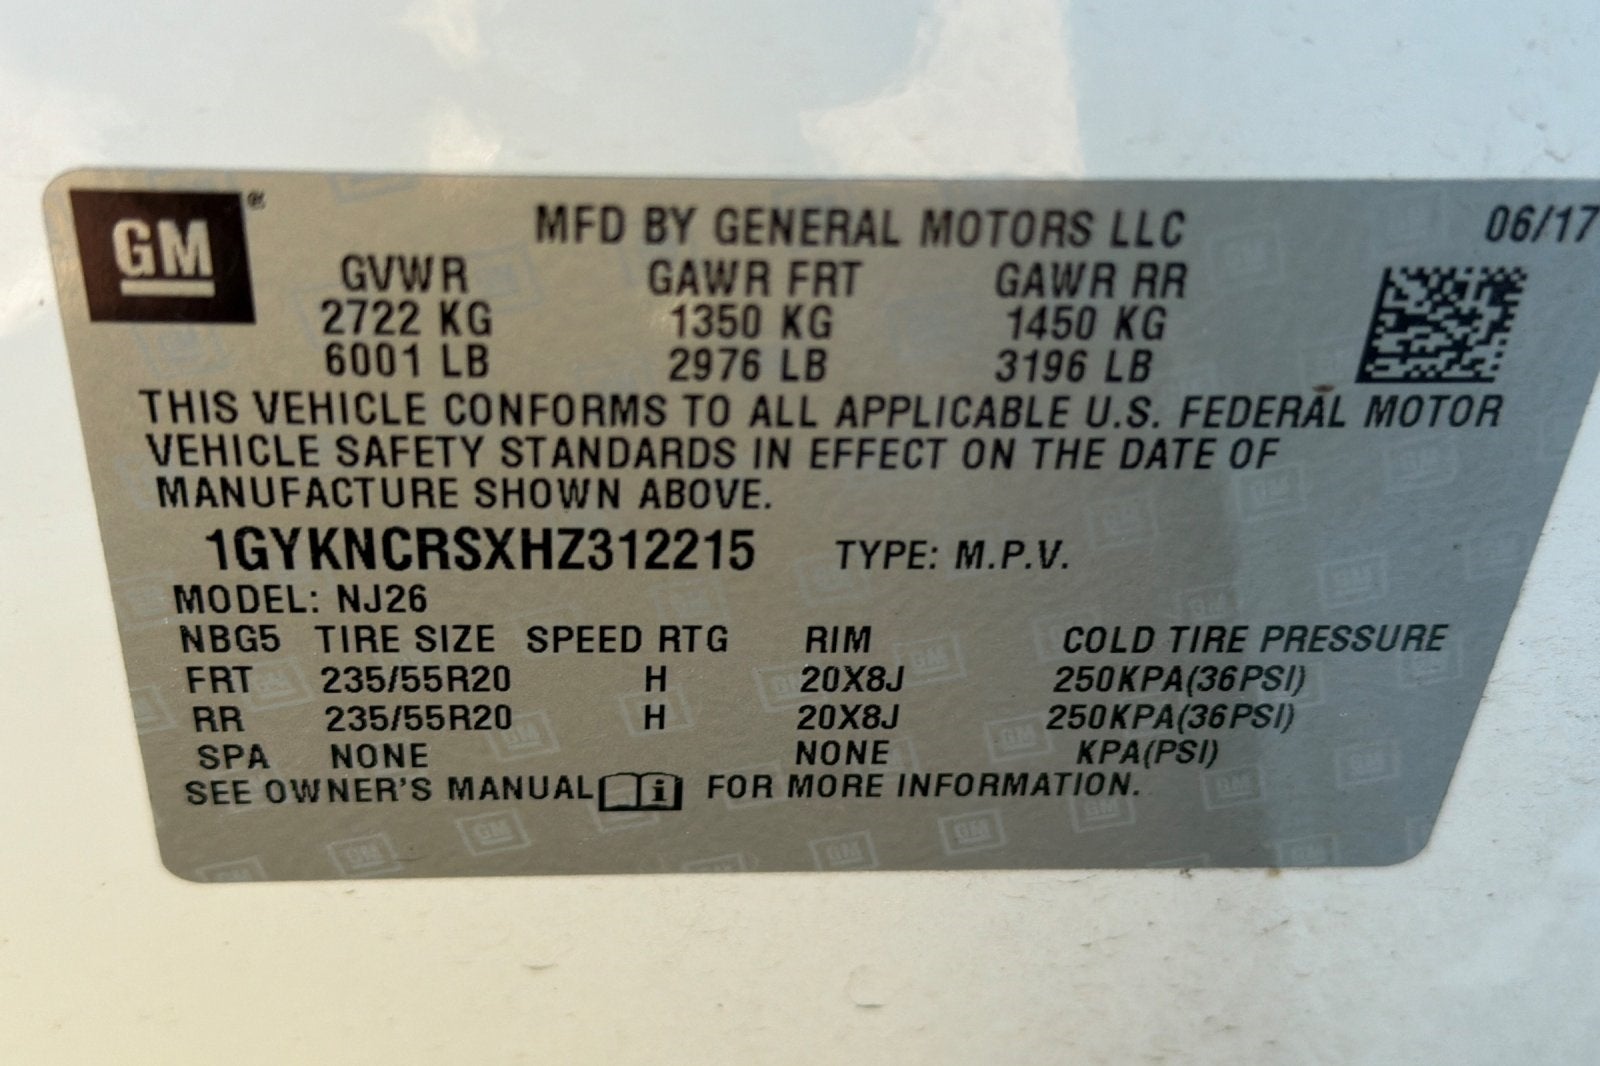 GM ®
MFD BY GENERAL MOTORS LLC 06/17
GVWR GAWR FRT GAWR RR
2722 KG 1350 KG 1450 KG
6001 LB 2976 LB 3196 LB
THIS VEHICLE CONFORMS TO ALL APPLICABLE U.S. FEDERAL MOTOR
VEHICLE SAFETY STANDARDS IN EFFECT ON THE DATE OF
MANUFACTURE SHOWN ABOVE.
1GYKNCRSXHZ312215 TYPE: M.P.V.
MODEL: NJ26
NBG5 TIRE SIZE SPEED RTG RIM COLD TIRE PRESSURE
FRT 235/55R20 H 20X8J 250KPA(36PSI)
RR 235/55R20 H 20X8J 250KPA(36PSI)
SPA NONE NONE KPA(PSI)
SEE OWNER'S MANUAL i FOR MORE INFORMATION.